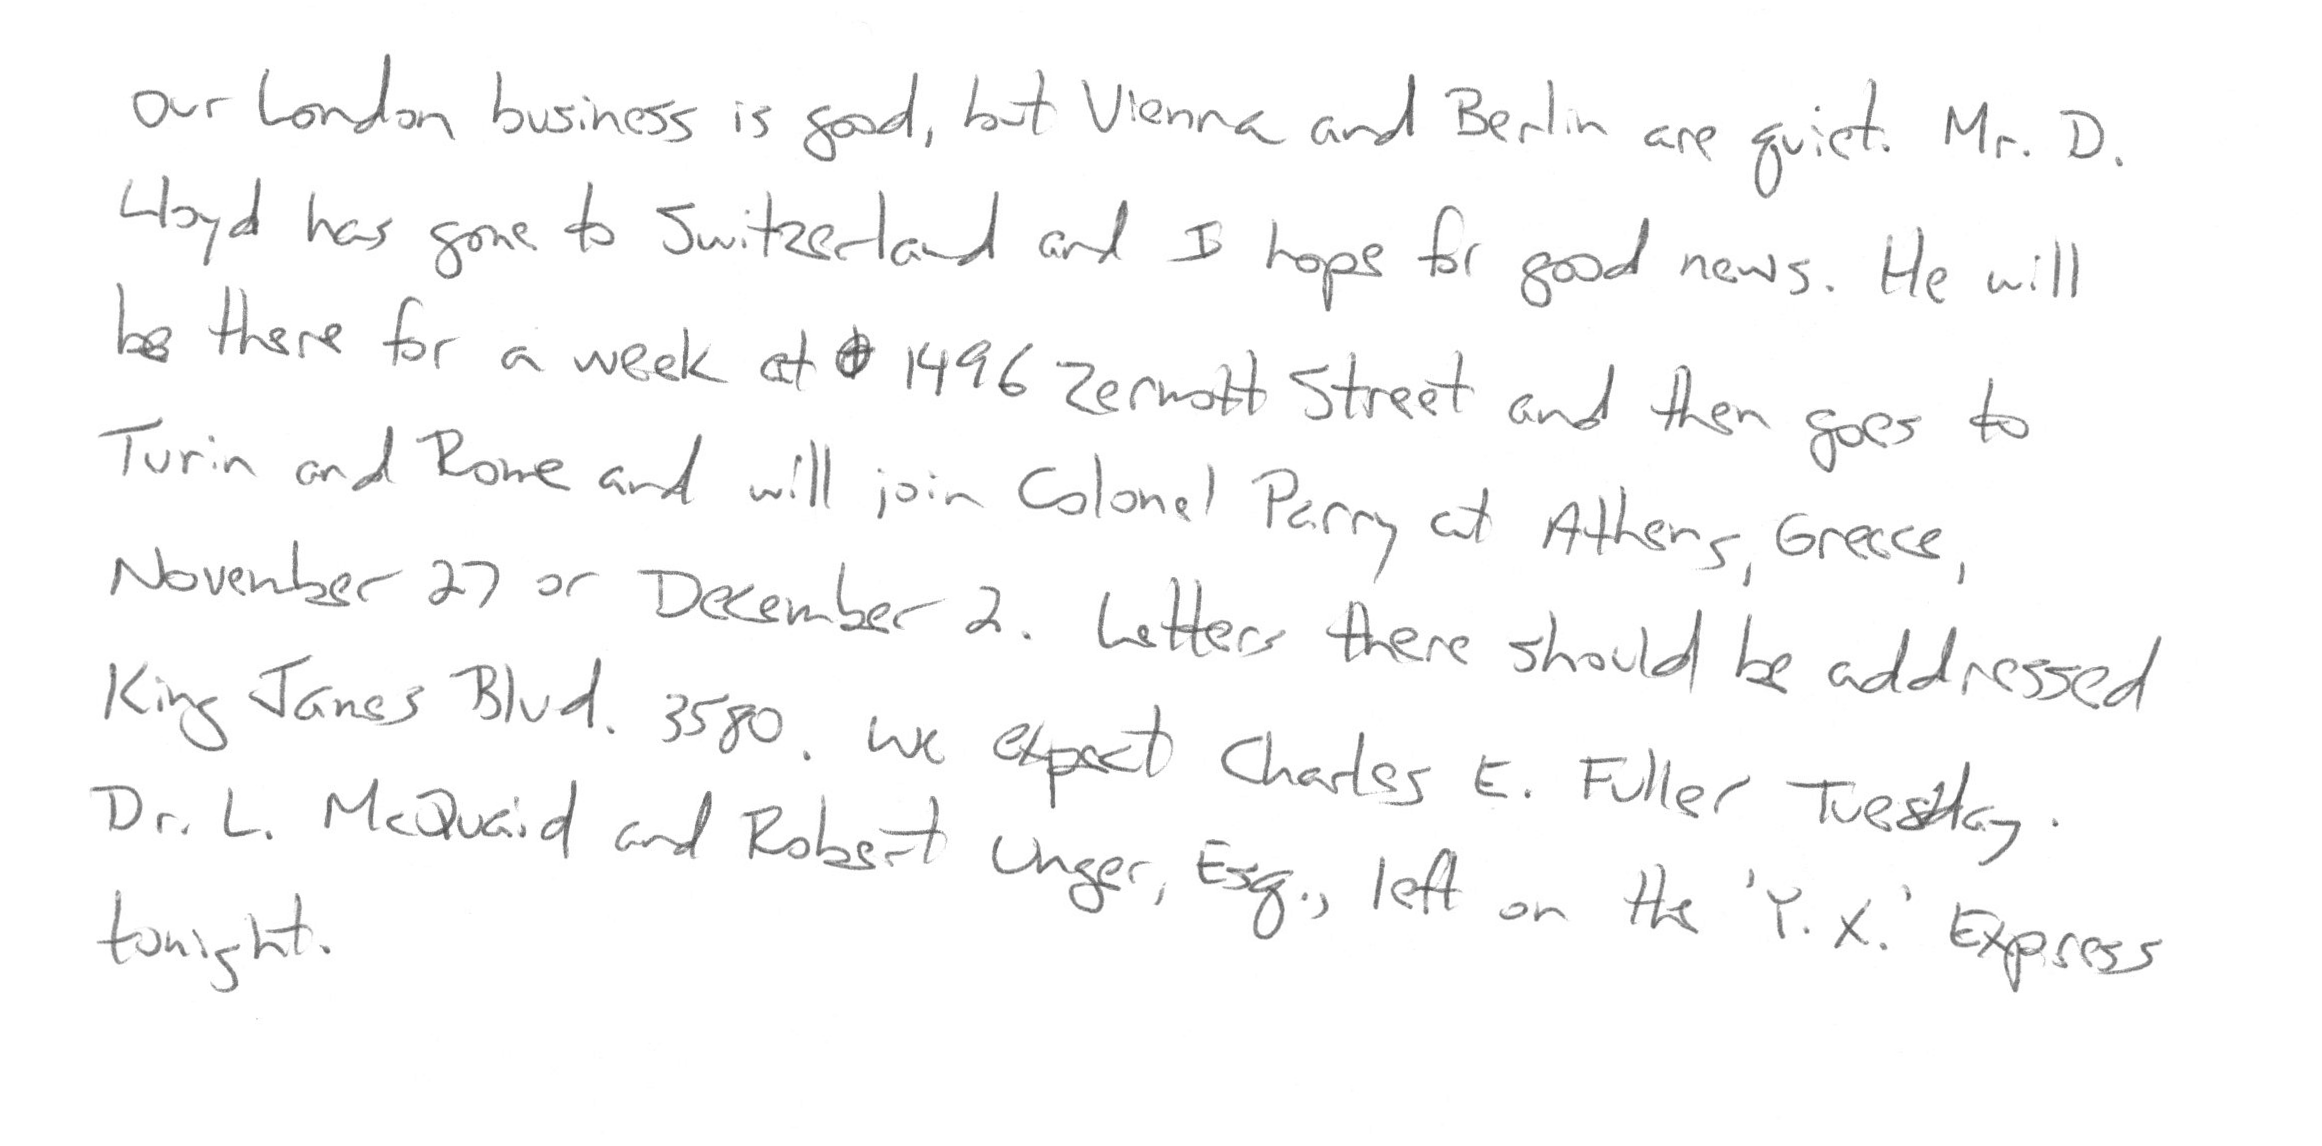 Our London business is good, but Vienna and Berlin are quiet. Mr. D.
Lloyd has gone to Switzerland and I hope for good news. He will
be there for a week at 1496 Zermott Street and then goes to
Turin and Rome and will join Colonel Parry at Athens, Greece,
November 27 or December 2. Letters there should be addressed
King James Blvd. 3580. We expect Charles E. Fuller Tuesday.
Dr. L. McQuaid and Robert Unger, Esq., left on the 'Y.X.' Express
tonight.